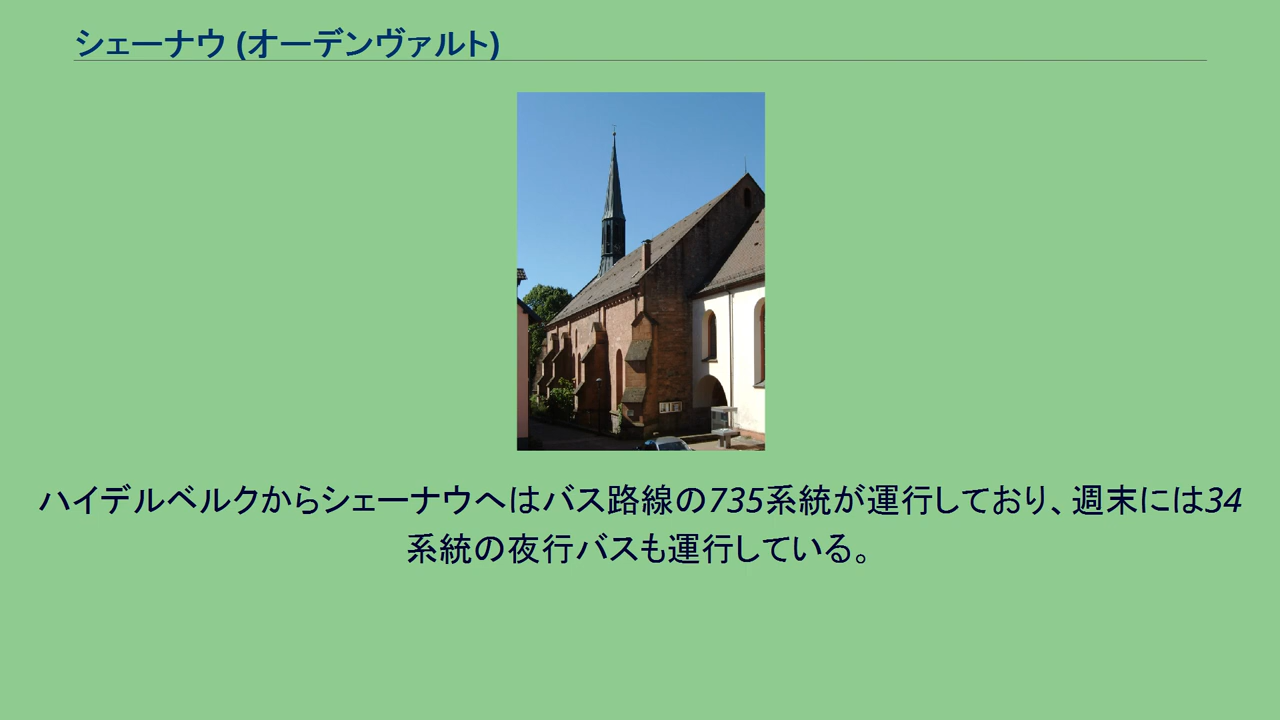 シェーナウ (オーデンヴァルト)
ハイデルベルクからシェーナウへはバス路線の735系統が運行しており、週末には34
系統の夜行バスも運行している。